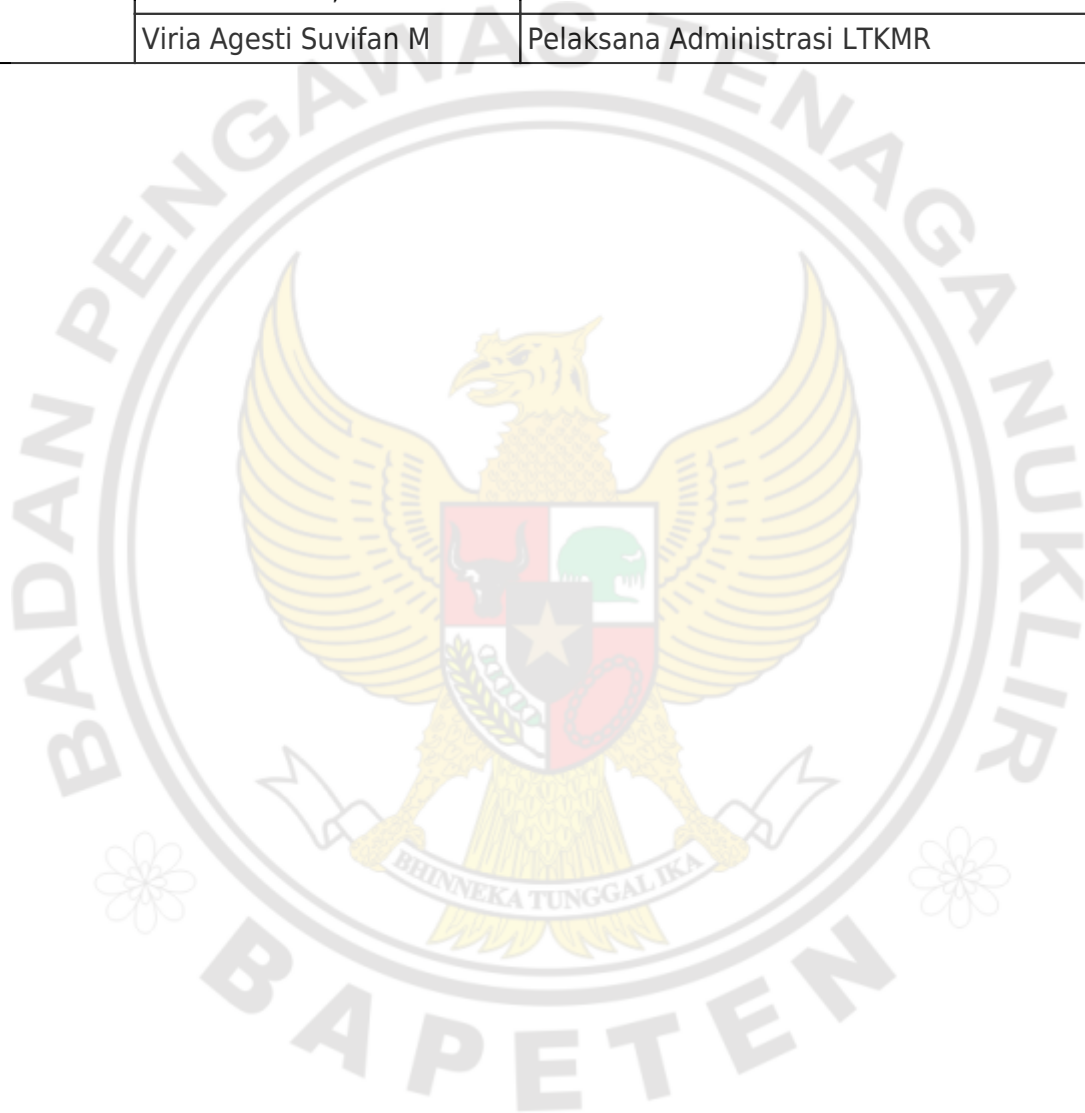 Viria Agesti Suvifan M Pelaksana Administrasi LTKMR
BADAN PENGAWAS TENAGA NUKLIR
BHINNEKA TUNGGAL IKA
BAPETEN